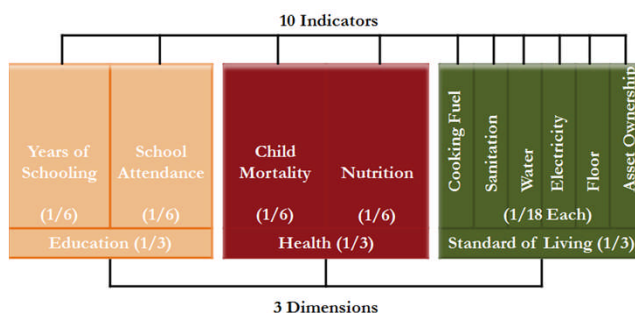 10 Indicators
Years of
Schooling
(1/6)
School
Attendance
(1/6)
Education (1/3)
Child
Mortality
(1/6)
Nutrition
(1/6)
Health (1/3)
Cooking Fuel
Sanitation
Water
Electricity
Floor
Asset Ownership
(1/18 Each)
Standard of Living (1/3)
3 Dimensions